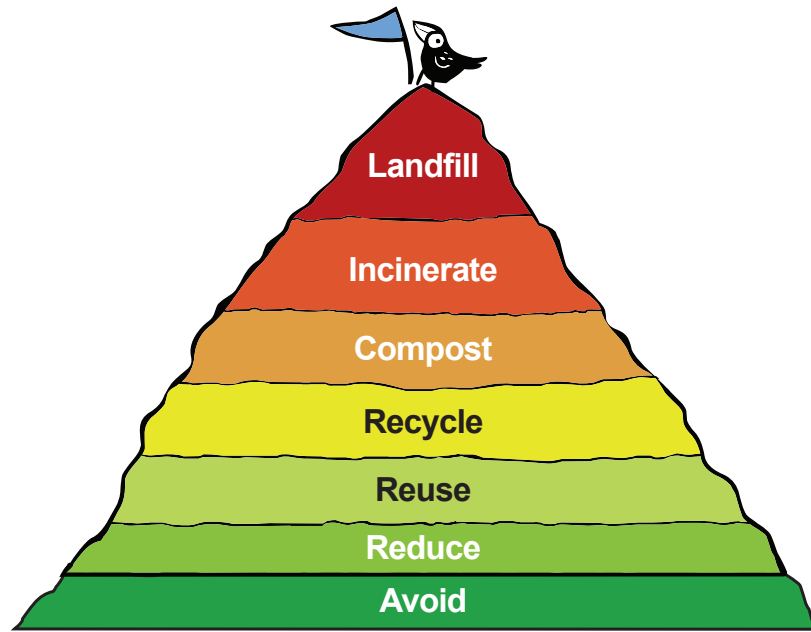 Landfill
Incinerate
Compost
Recycle
Reuse
Reduce
Avoid